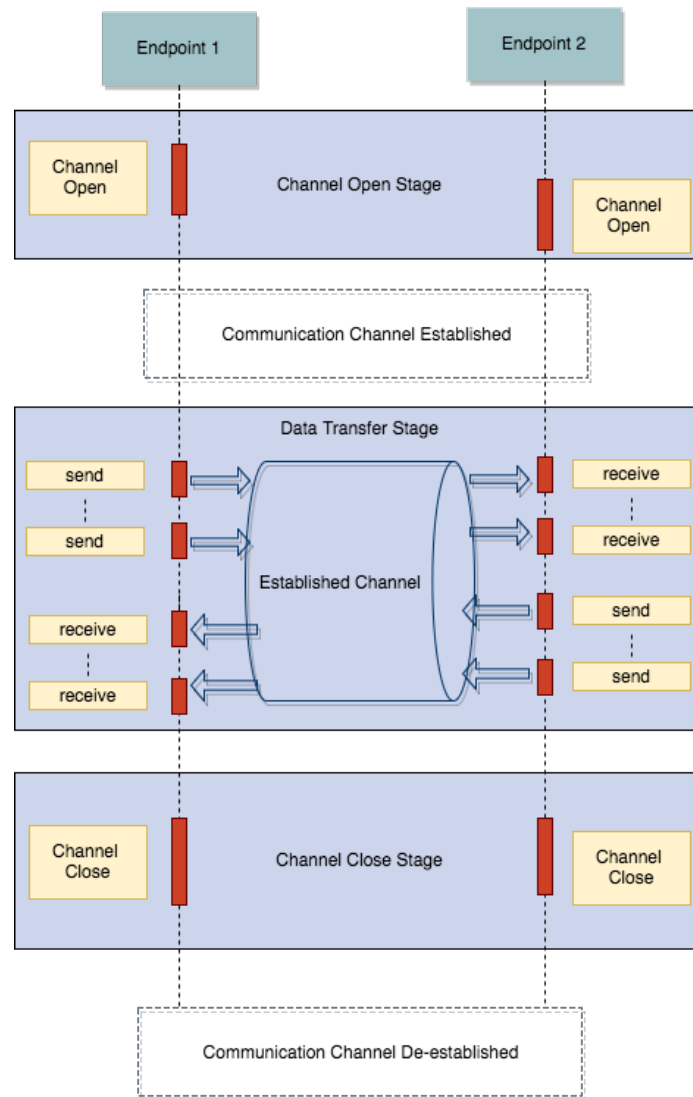 Endpoint 1
Endpoint 2
Channel
Open
Channel Open Stage
Channel
Open
Communication Channel Established
Data Transfer Stage
send
receive
send
receive
Established Channel
send
receive
send
receive
Channel
Close
Channel Close Stage
Channel
Close
Communication Channel De-established